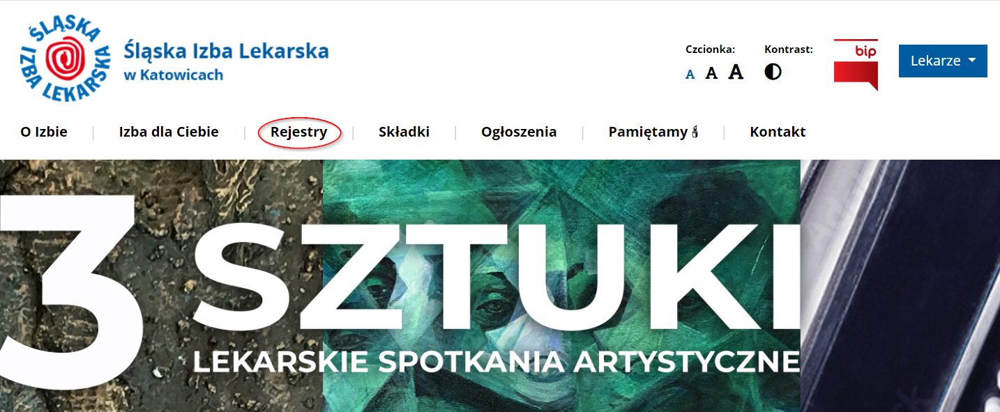 ŚLĄSKA IZBA LEKARSKA
Śląska Izba Lekarska
w Katowicach
Czcionka:
A A A
Kontrast:
bip
Lekarze
O Izbie | Izba dla Ciebie | Rejestry | Składki | Ogłoszenia | Pamiętamy | Kontakt
3 SZTUKI
LEKARSKIE SPOTKANIA ARTYSTYCZNE